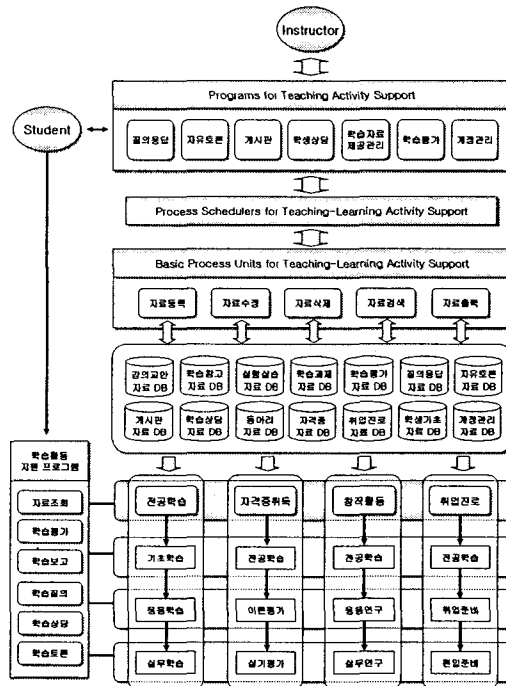 Instructor
Programs for Teaching Activity Support
Student
질의응답
자유토론
게시판
학생상담
학습자료
제공관리
학습평가
계정관리
Process Schedulers for Teaching-Learning Activity Support
Basic Process Units for Teaching-Learning Activity Support
자료등록
자료수정
자료삭제
자료검색
자료출력
강의교안
자료 DB
학습참고
자료 DB
실험실습
자료 DB
학습과제
자료 DB
학습평가
자료 DB
질의응답
자료 DB
자유토론
자료 DB
게시판
자료 DB
학습상담
자료 DB
동아리
자료 DB
자격증
자료 DB
취업진로
자료 DB
학생기초
자료 DB
계정관리
자료 DB
학습활동
지원 프로그램
자료조회
학습평가
학습보고
학습질의
학습상담
학습토론
전공학습
자격증취득
창작활동
취업진로
기초학습
전공학습
전공학습
전공학습
응용학습
이론평가
응용연구
취업준비
실무학습
실기평가
실무연구
편입준비